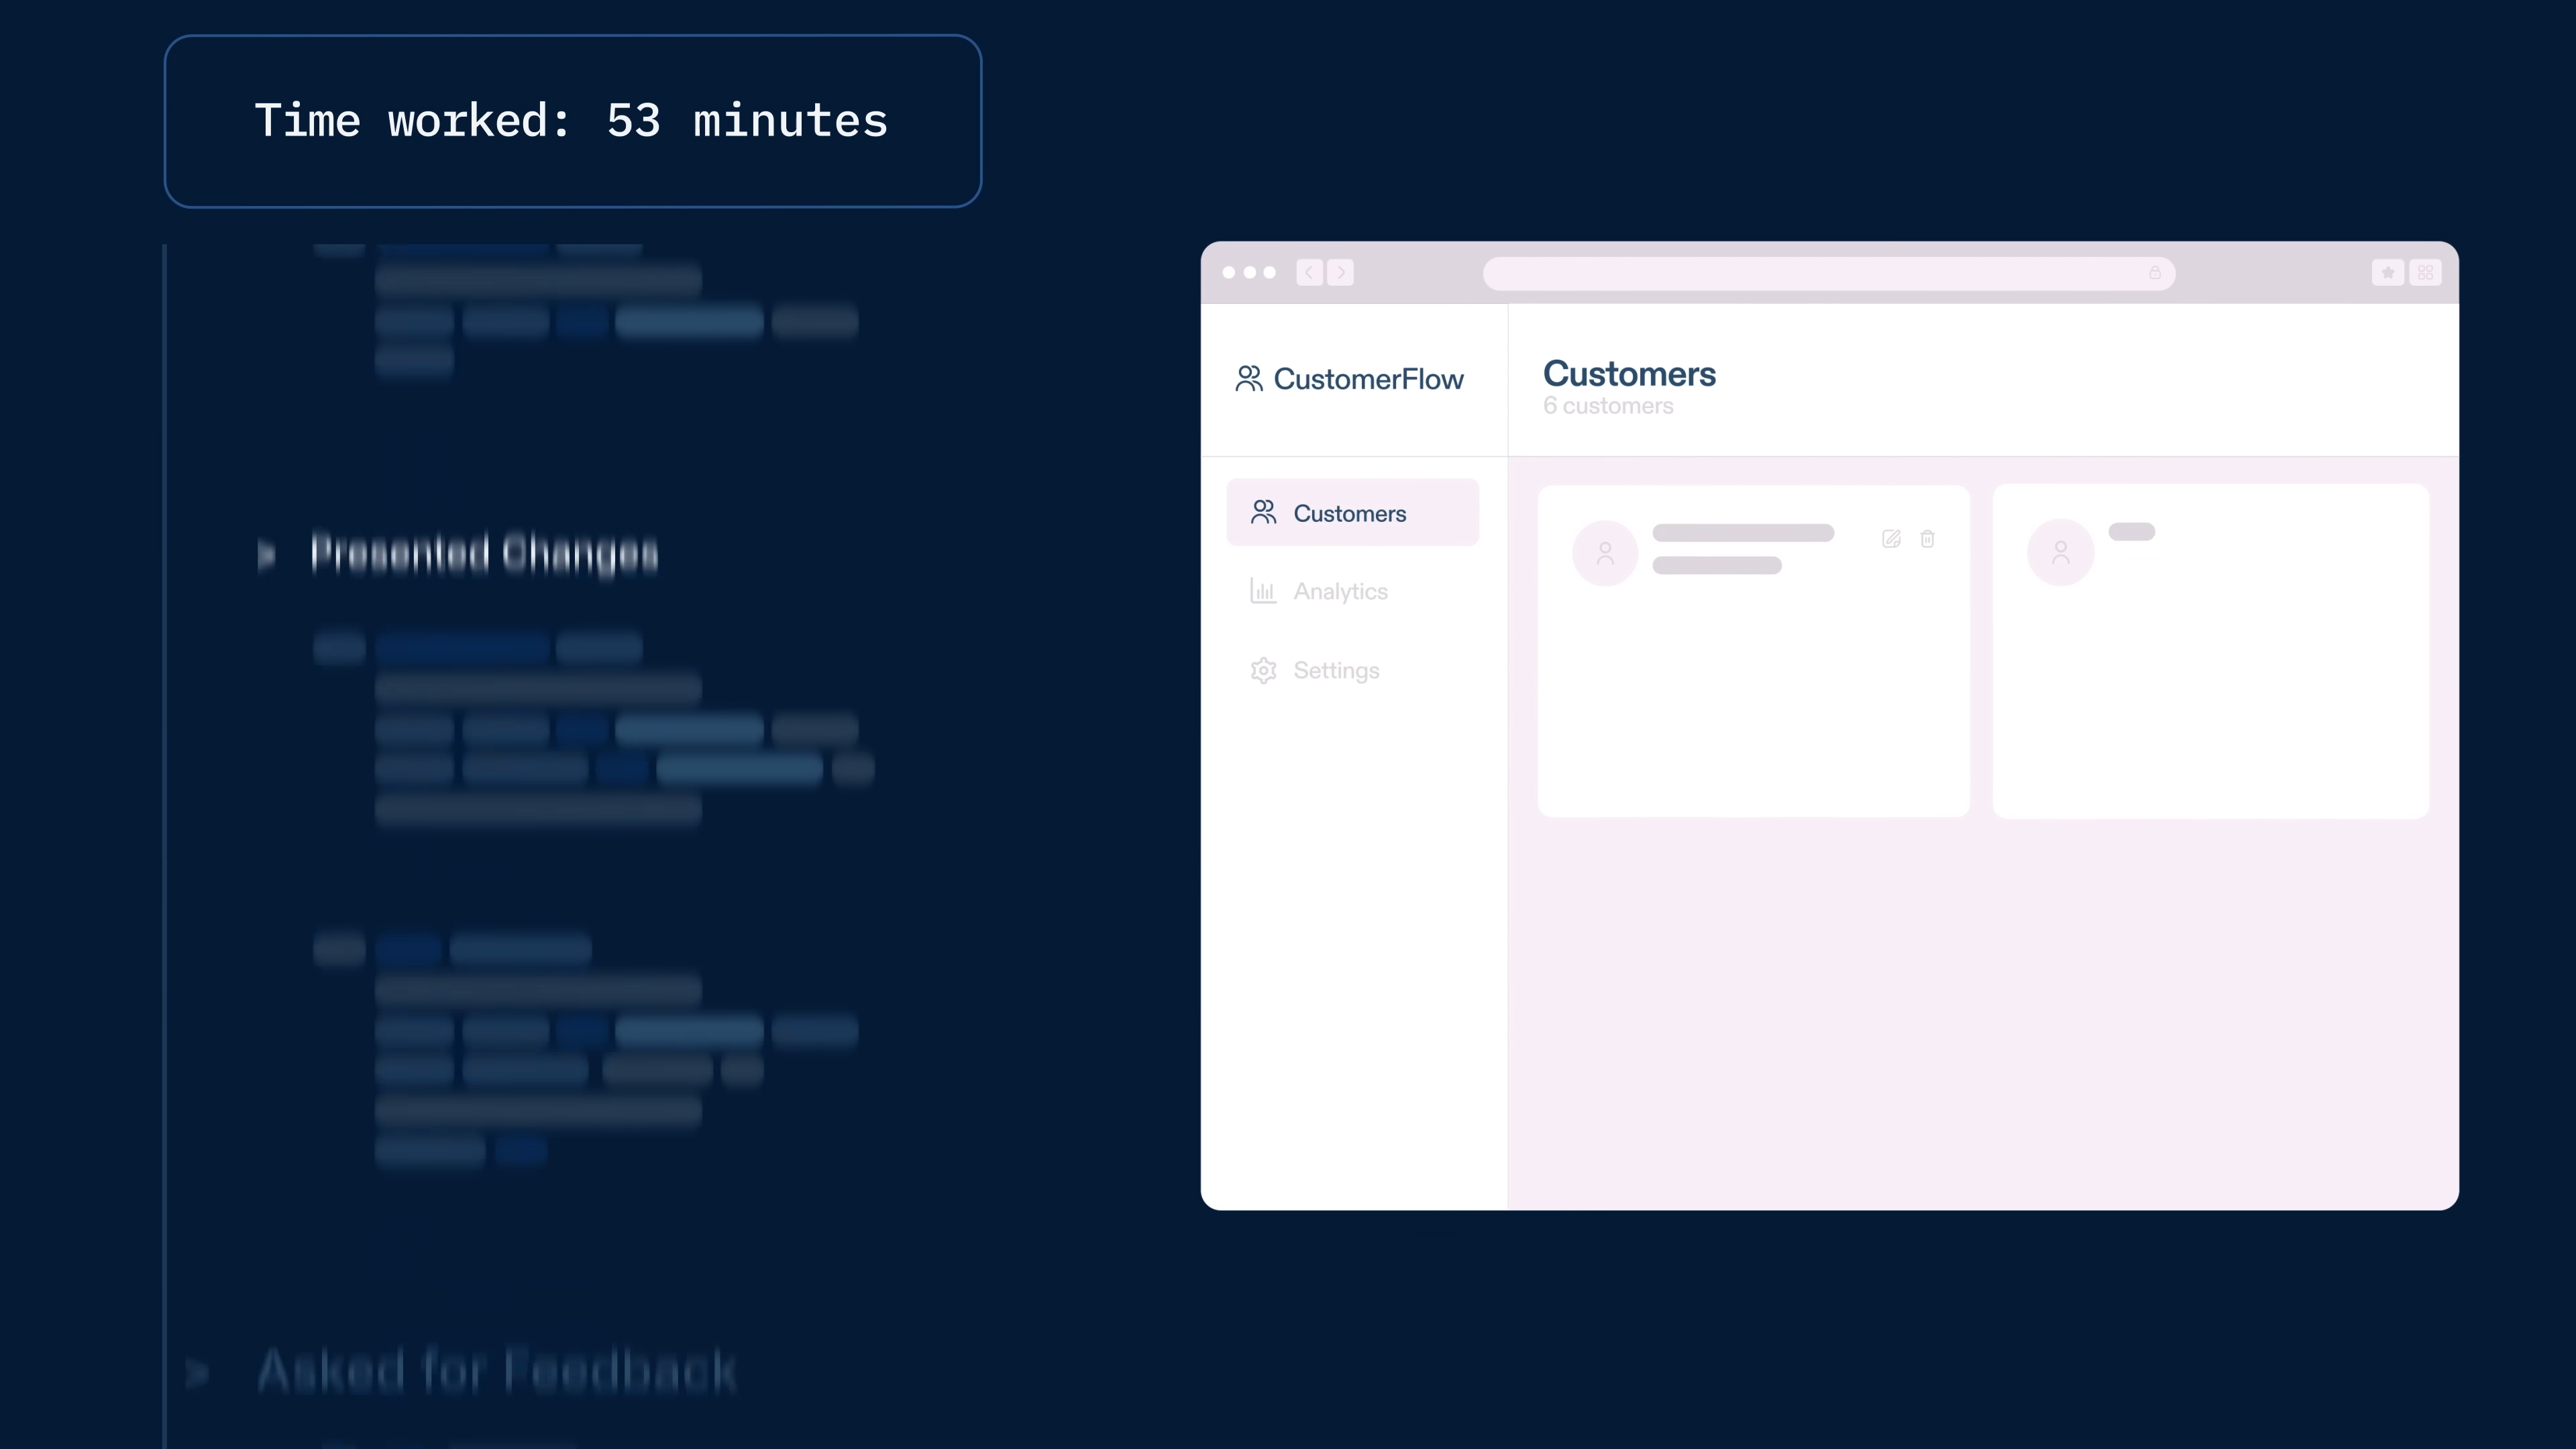 Time worked: 53 minutes
> Presented Changes
> Asked for Feedback
CustomerFlow
Customers
6 customers
Customers
Analytics
Settings